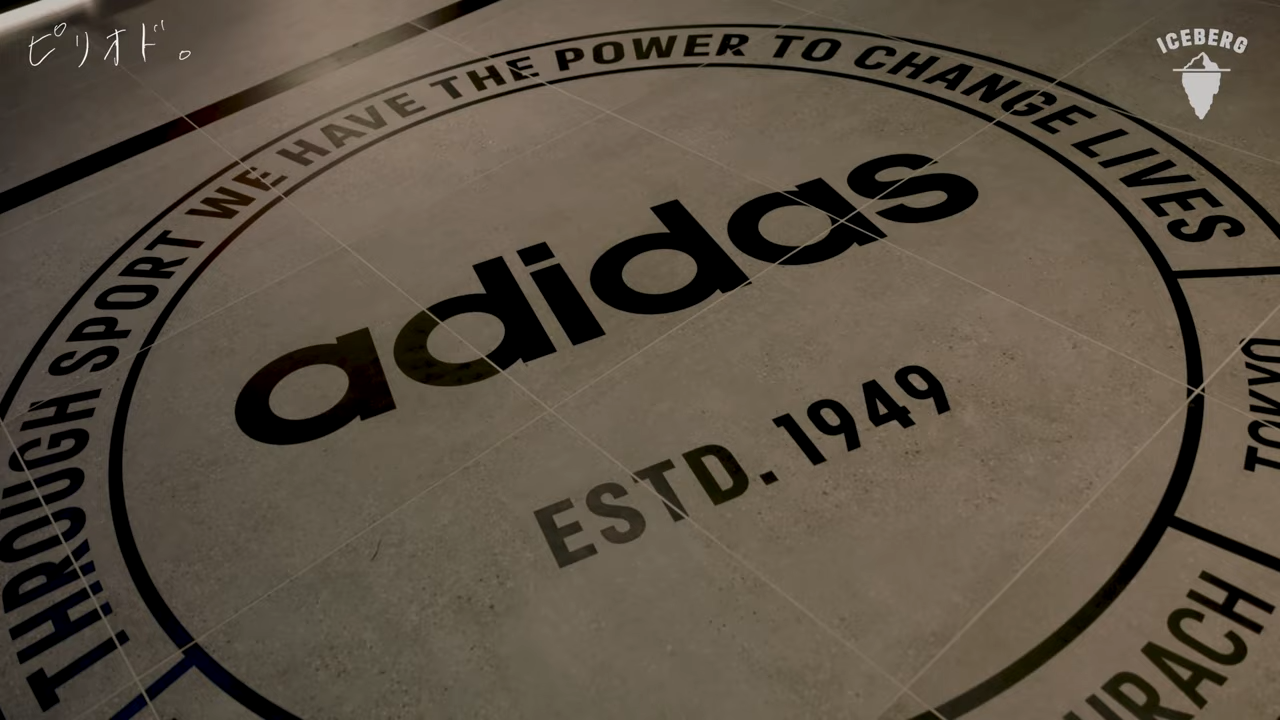 ピリオド。
ICEBERG
THROUGH SPORT WE HAVE THE POWER TO CHANGE LIVES
adidas
ESTD. 1949
TOKYO